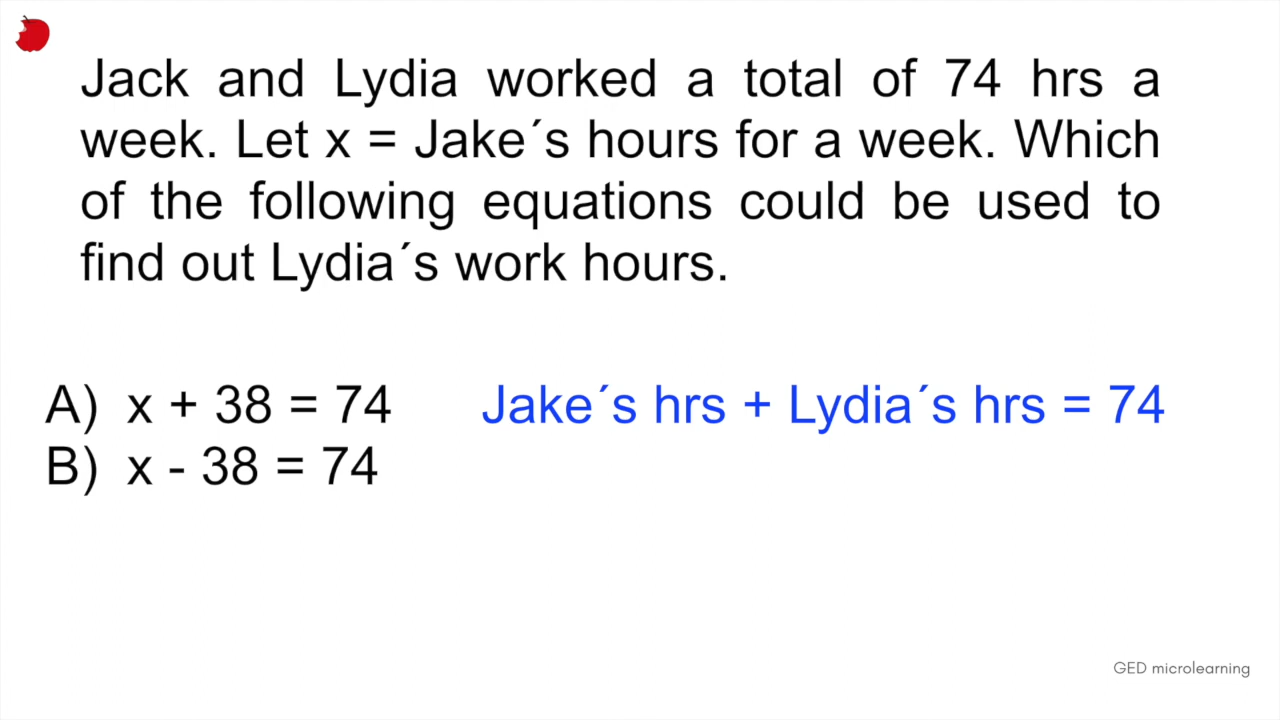 Jack and Lydia worked a total of 74 hrs a
week. Let x = Jake´s hours for a week. Which
of the following equations could be used to
find out Lydia´s work hours.
A) x + 38 = 74
Jake´s hrs + Lydia´s hrs = 74
B) x - 38 = 74
GED microlearning